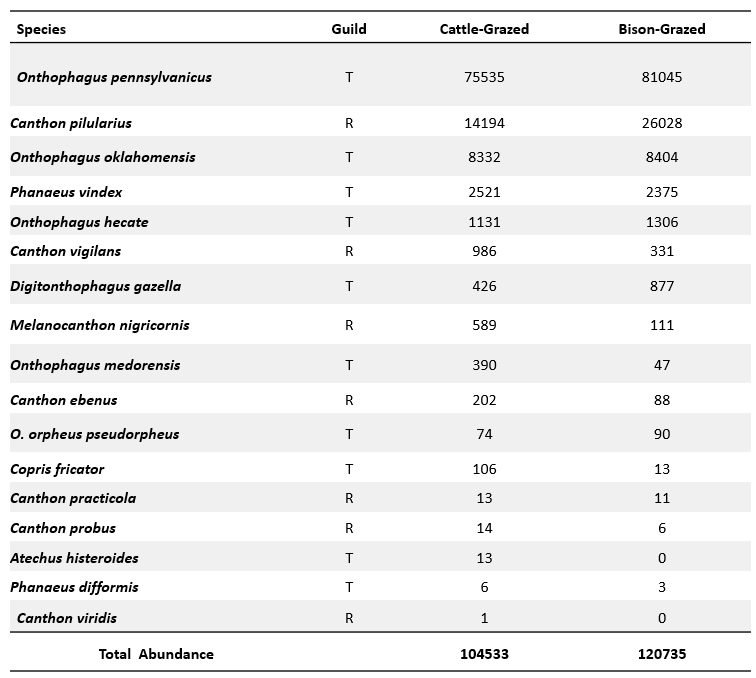 Species Guild Cattle-Grazed Bison-Grazed
Onthophagus pennsylvanicus T 75535 81045
Canthon pilularius R 14194 26028
Onthophagus oklahomensis T 8332 8404
Phanaeus vindex T 2521 2375
Onthophagus hecate T 1131 1306
Canthon vigilans R 986 331
Digitonthophagus gazella T 426 877
Melanocanthon nigricornis R 589 111
Onthophagus medorensis T 390 47
Canthon ebenus R 202 88
O. orpheus pseudorpheus T 74 90
Copris fricator T 106 13
Canthon practicola R 13 11
Canthon probus R 14 6
Atechus histeroides T 13 0
Phanaeus difformis T 6 3
Canthon viridis R 1 0
Total Abundance 104533 120735